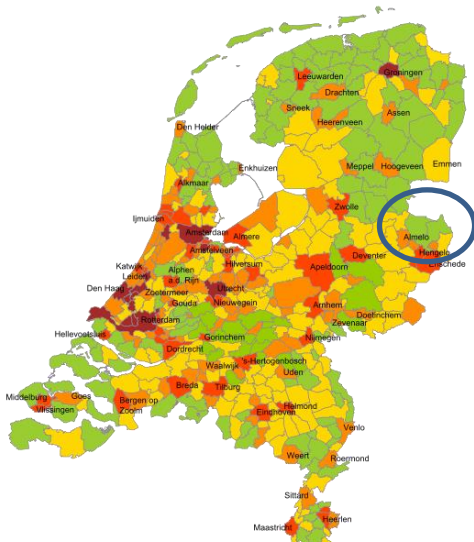 Leeuwarden
Groningen
Drachten
Sneek
Assen
Heerenveen
Den Helder
Emmen
Enkhuizen
Meppel
Hoogeveen
Alkmaar
Zwolle
Ijmuiden
Amsterdam
Almere
Almelo
Amstelveen
Hengelo
Deventer
Enschede
Katwijk
Hilversum
Leiden
Alphen
a.d. Rijn
Apeldoorn
Den Haag
Zoetermeer
Utrecht
Gouda
Nieuwegein
Arnhem
Doetinchem
Rotterdam
Zevenaar
Hellevoetsluis
Gorinchem
Nijmegen
Dordrecht
's-Hertogenbosch
Waalwijk
Uden
Middelburg
Goes
Breda
Tilburg
Vlissingen
Bergen op
Zoom
Helmond
Eindhoven
Venlo
Weert
Roermond
Sittard
Heerlen
Maastricht